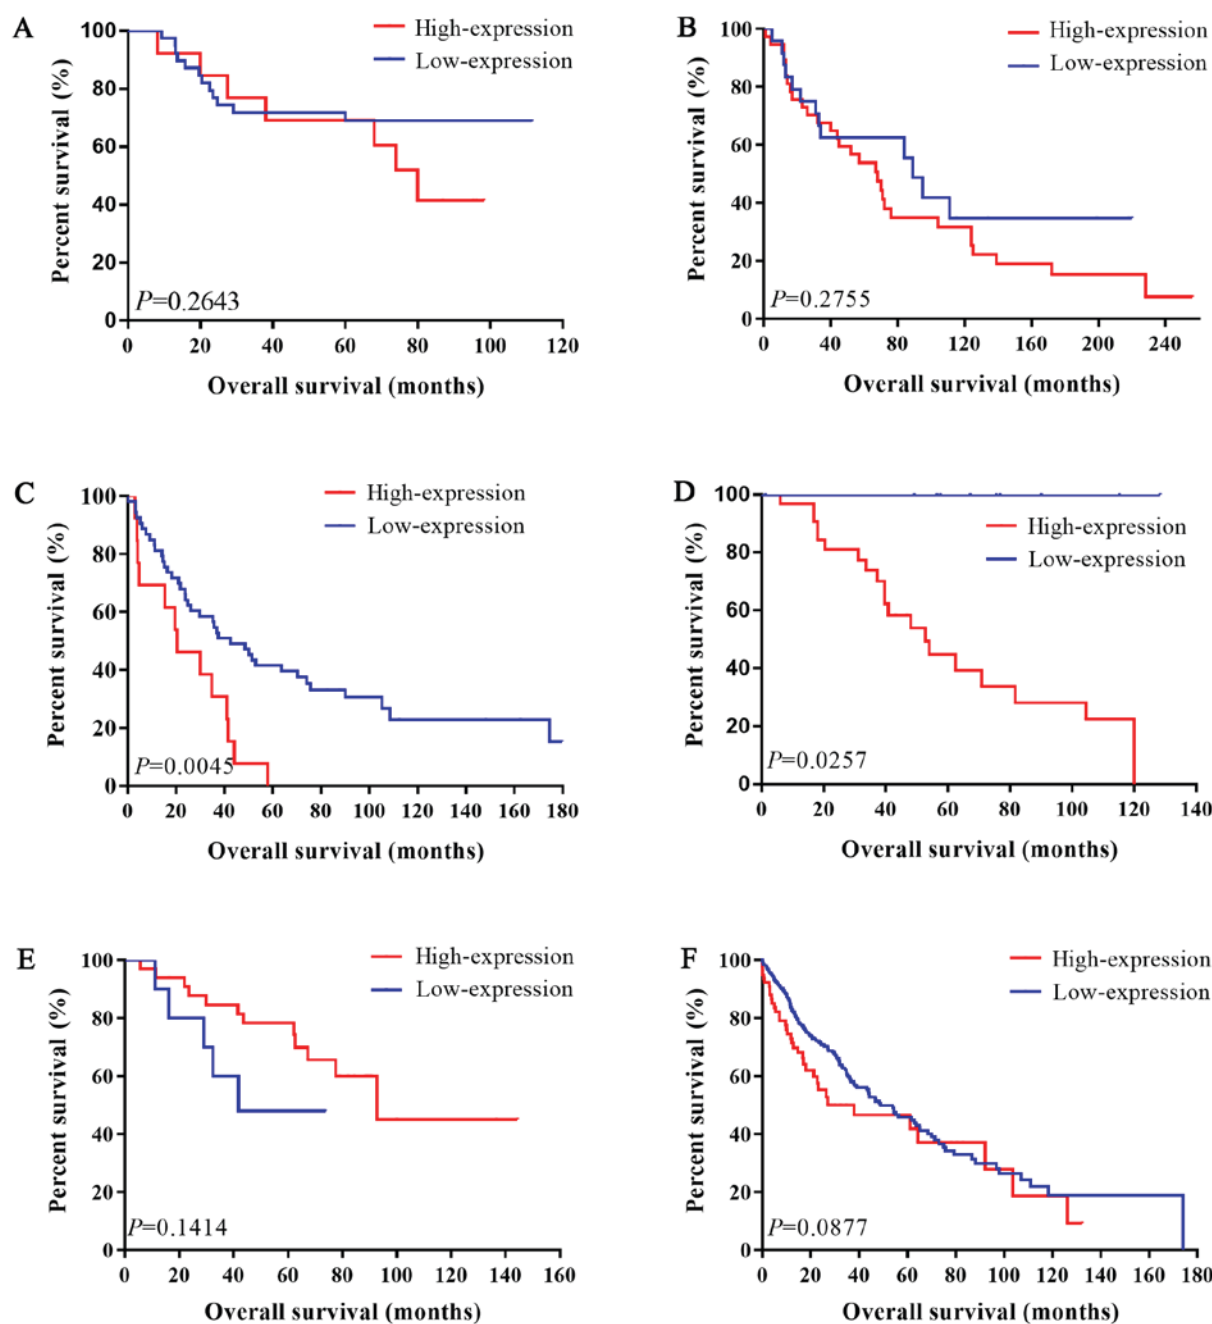 A
High-expression
Low-expression
Percent survival (%)
100
80
60
40
20
0
P=0.2643
0 20 40 60 80 100 120
Overall survival (months)
B
High-expression
Low-expression
Percent survival (%)
100
80
60
40
20
0
P=0.2755
0 40 80 120 160 200 240
Overall survival (months)
C
High-expression
Low-expression
Percent survival (%)
100
80
60
40
20
0
P=0.0045
0 20 40 60 80 100 120 140 160 180
Overall survival (months)
D
High-expression
Low-expression
Percent survival (%)
100
80
60
40
20
0
P=0.0257
0 20 40 60 80 100 120 140
Overall survival (months)
E
High-expression
Low-expression
Percent survival (%)
100
80
60
40
20
0
P=0.1414
0 20 40 60 80 100 120 140 160
Overall survival (months)
F
High-expression
Low-expression
Percent survival (%)
100
80
60
40
20
0
P=0.0877
0 20 40 60 80 100 120 140 160 180
Overall survival (months)